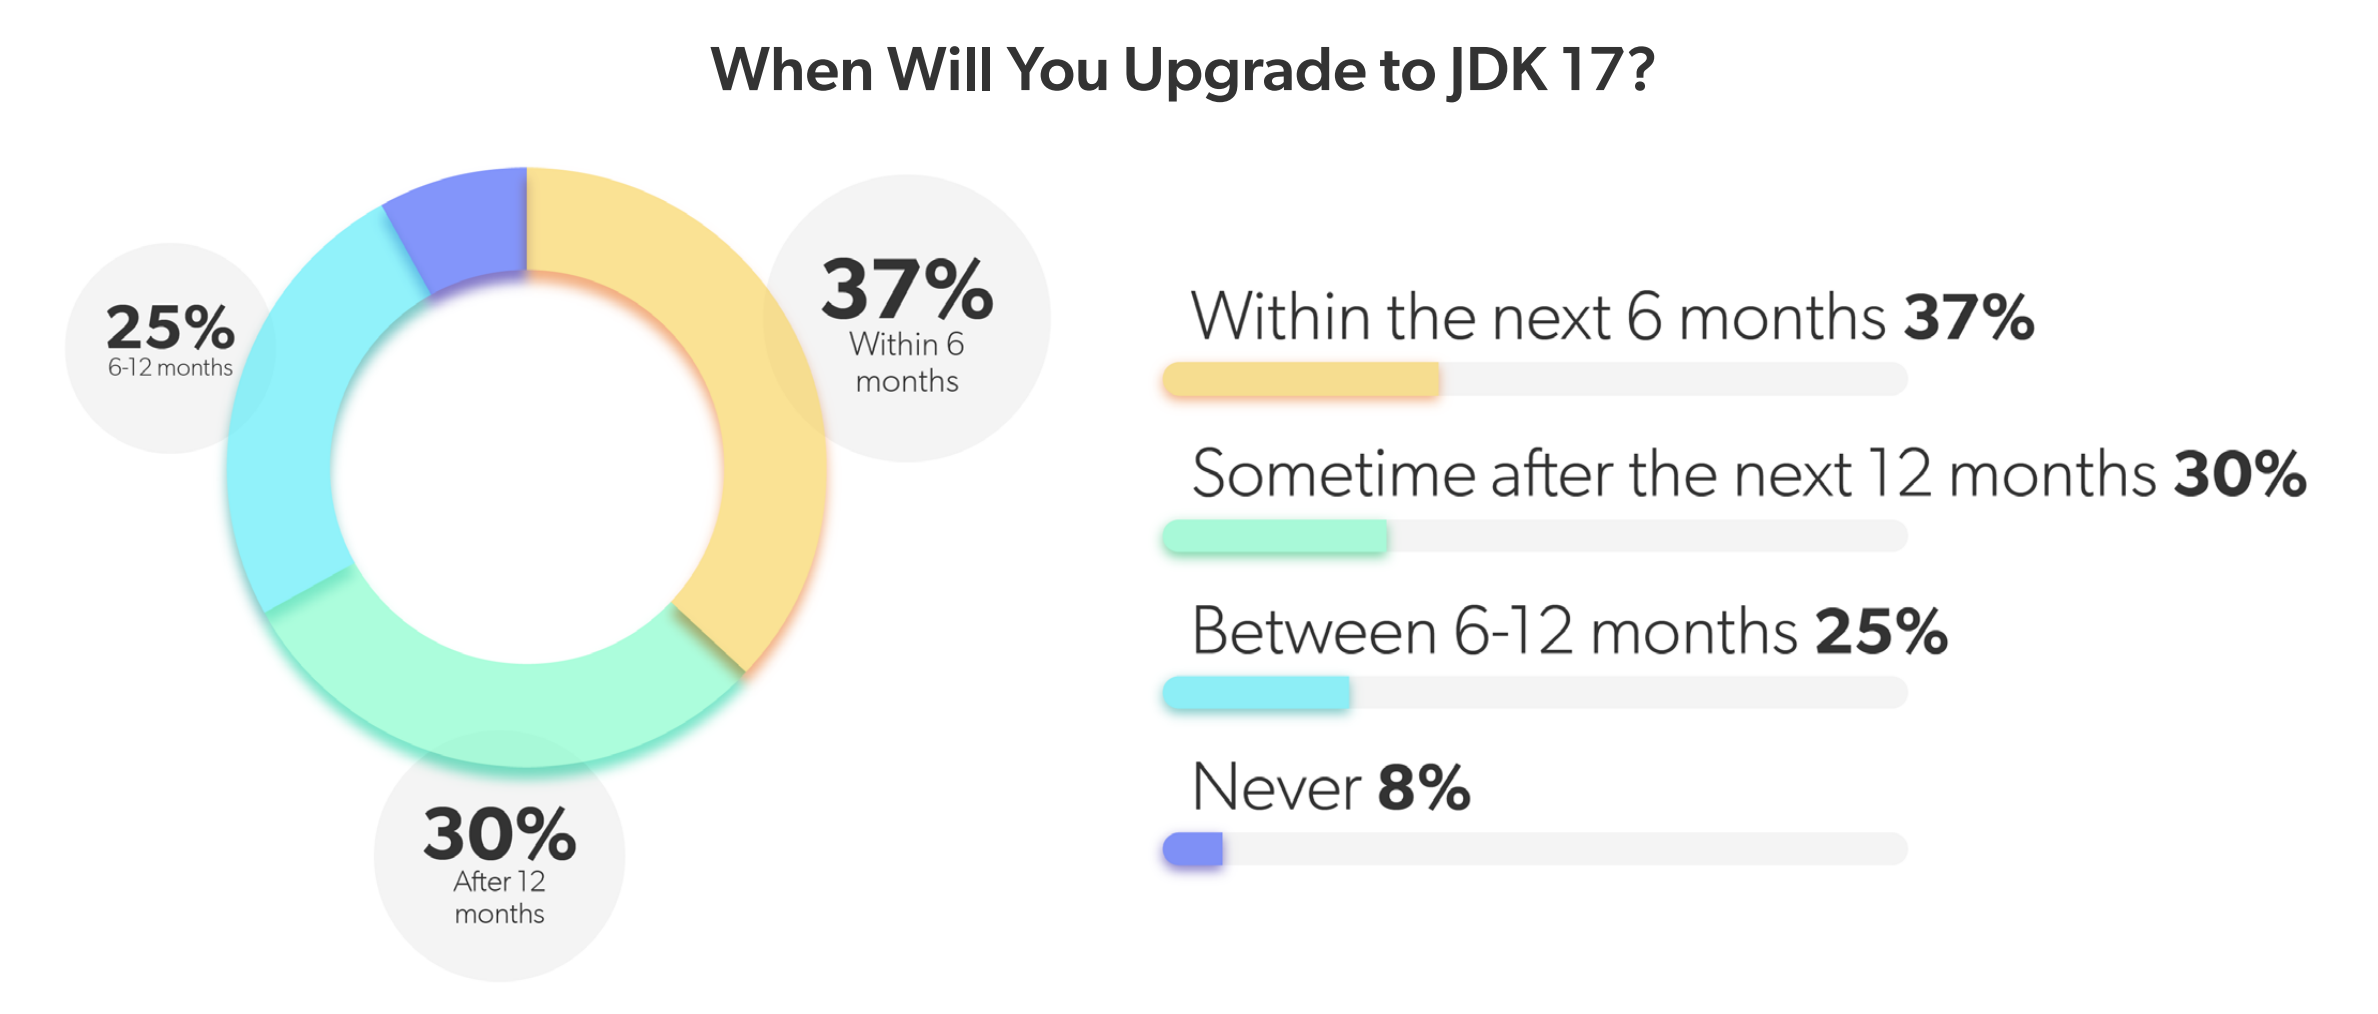 When Will You Upgrade to JDK 17?
37%
Within 6
months
25%
6-12 months
30%
After 12
months
Within the next 6 months 37%
Sometime after the next 12 months 30%
Between 6-12 months 25%
Never 8%